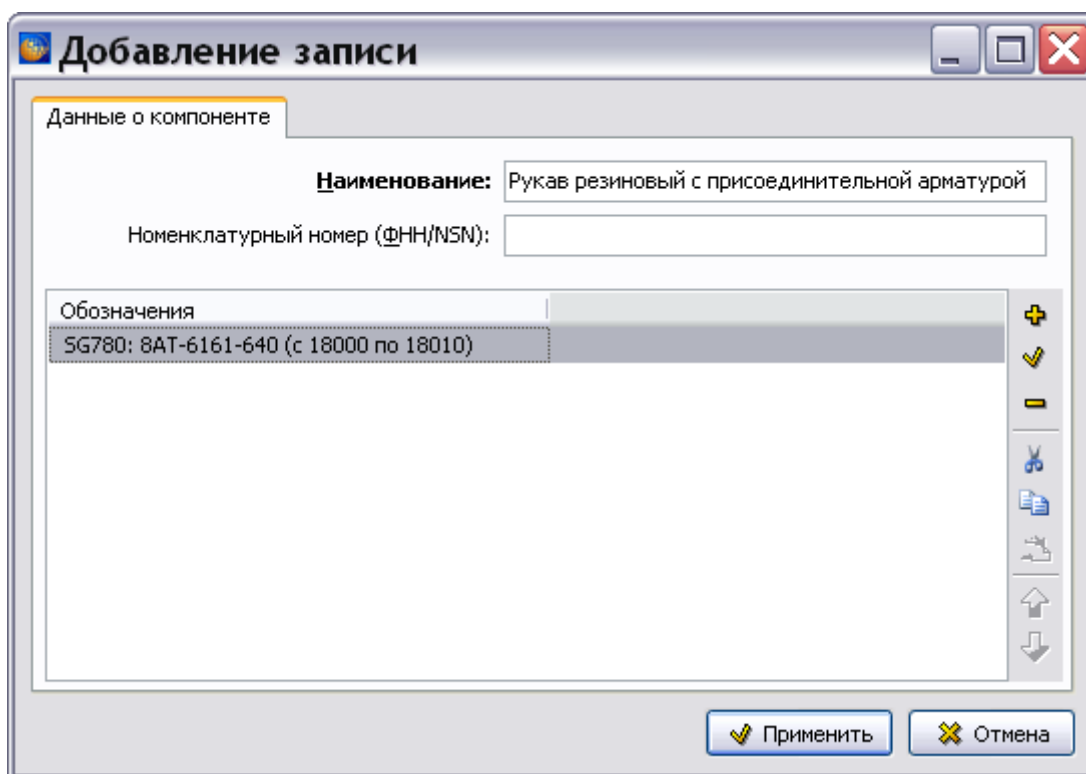 Добавление записи
Данные о компоненте
Наименование: Рукав резиновый с присоединительной арматурой
Номенклатурный номер (ФНН/NSN):
Обозначения
SG780: 8АТ-6161-640 (с 18000 по 18010)
Применить Отмена